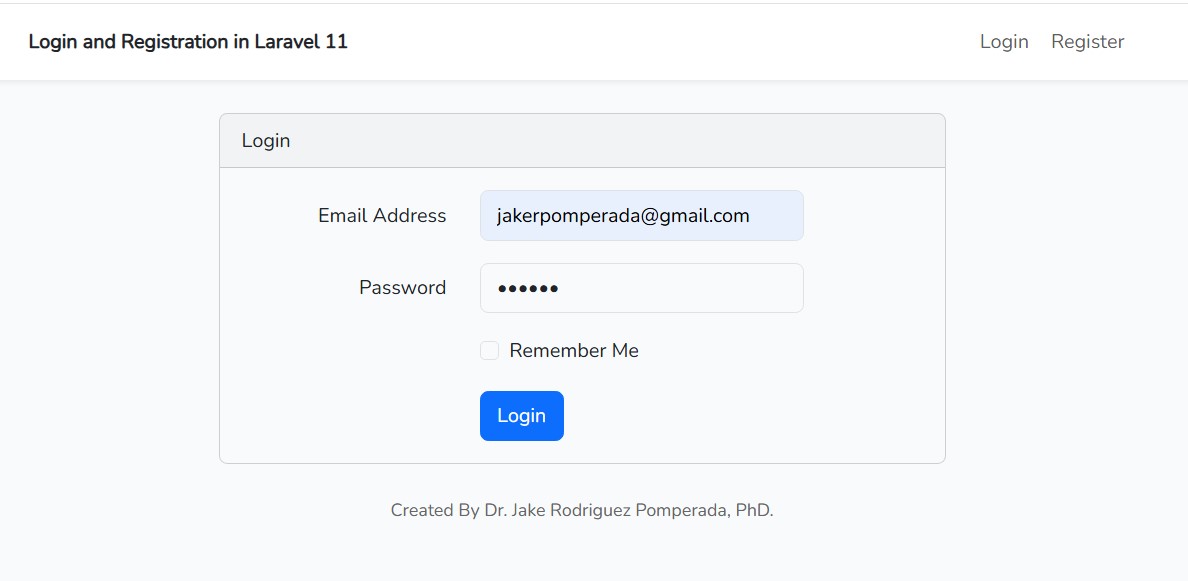 Login and Registration in Laravel 11 Login Register
Login
Email Address jakerpomperada@gmail.com
Password ••••••
Remember Me
Login
Created By Dr. Jake Rodriguez Pomperada, PhD.